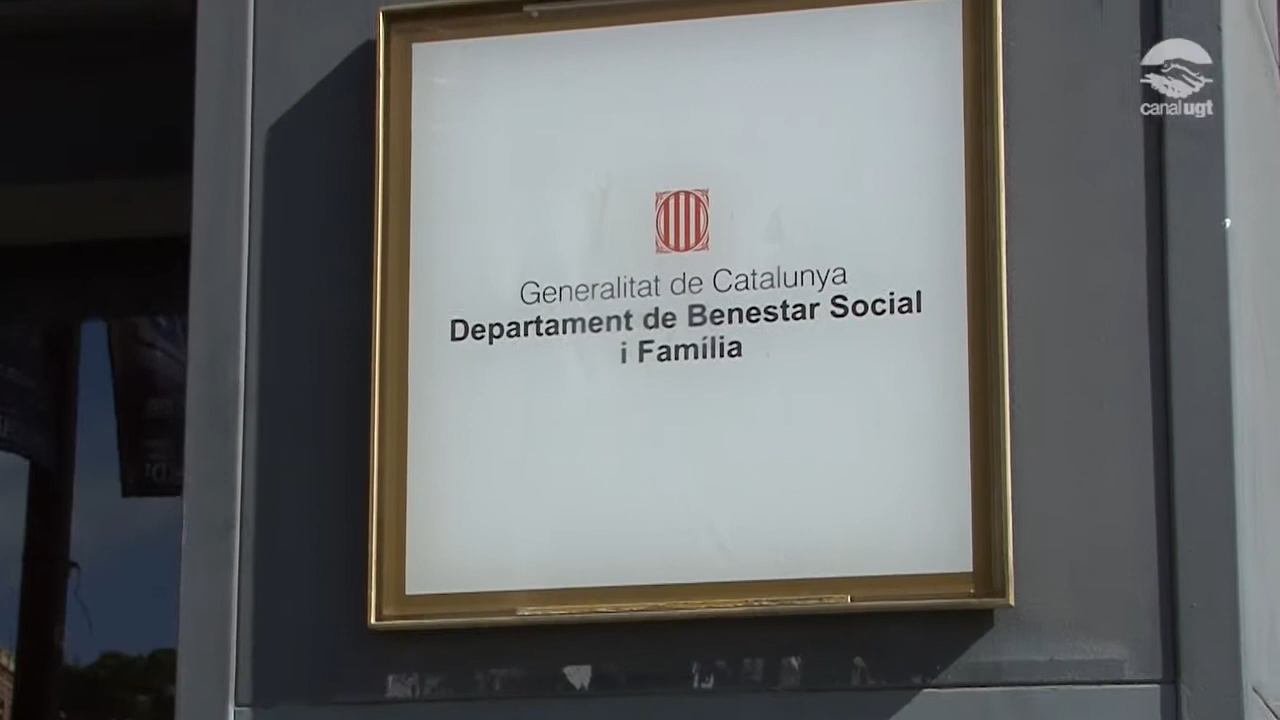 canalugt
Generalitat de Catalunya
Departament de Benestar Social
i Família